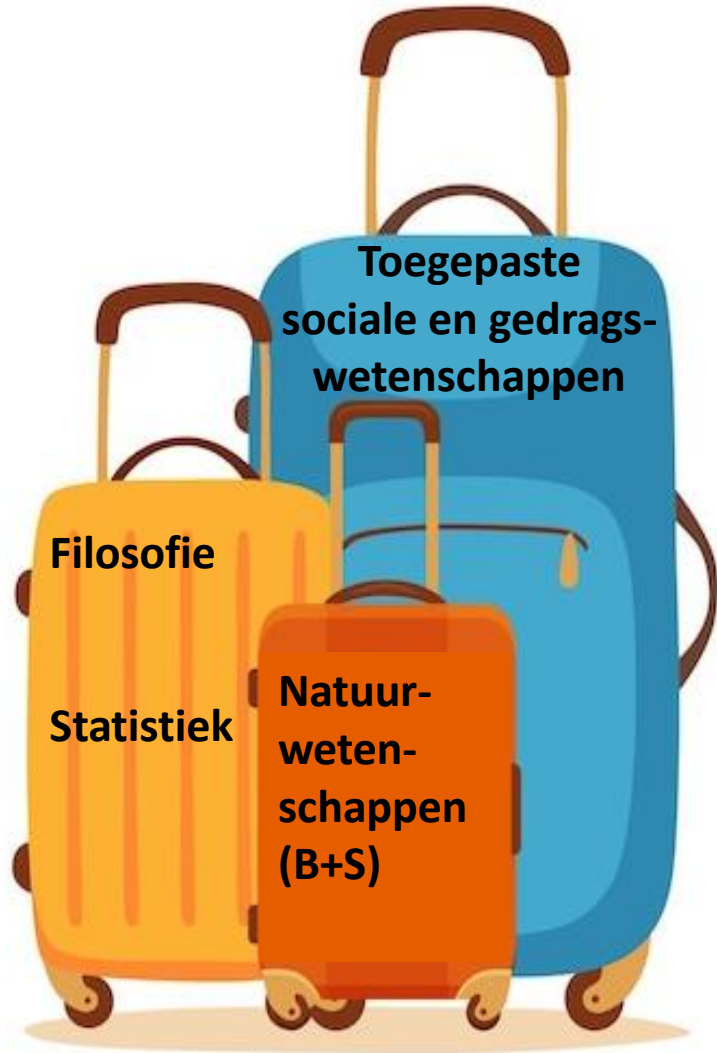 Toegepaste
sociale en gedrags-
wetenschappen
Filosofie
Statistiek
Natuur-
weten-
schappen
(B+S)